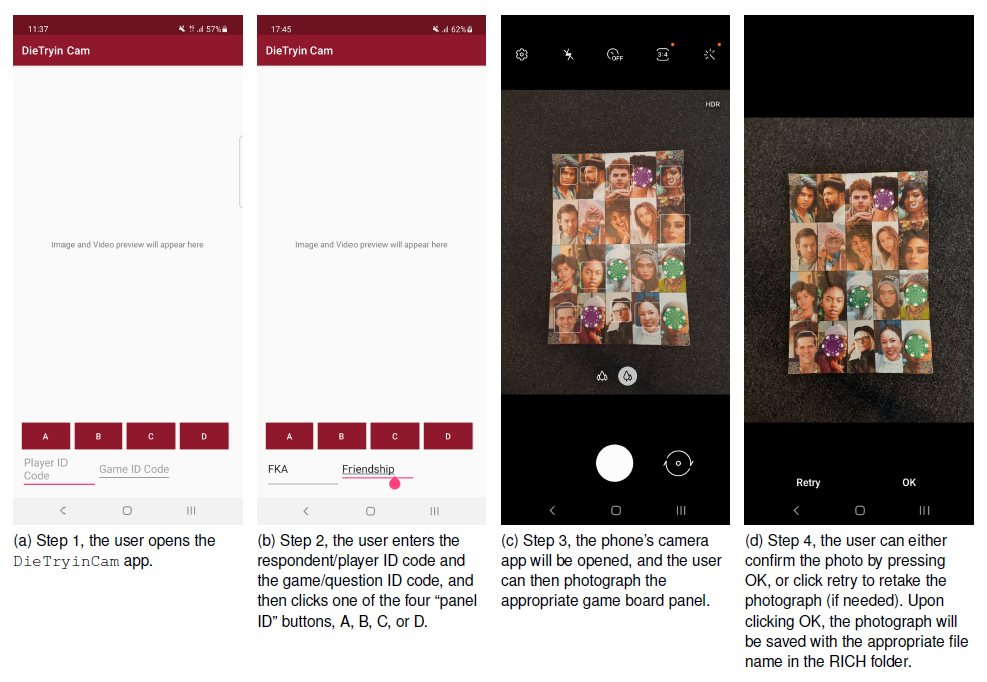 11:37
57%
DieTryin Cam
Image and Video preview will appear here
A
B
C
D
Player ID
Code
Game ID Code
(a) Step 1, the user opens the
DieTryinCam app.
17:45
62%
DieTryin Cam
Image and Video preview will appear here
A
B
C
D
FKA
Friendship
(b) Step 2, the user enters the
respondent/player ID code and
the game/question ID code, and
then clicks one of the four “panel
ID” buttons, A, B, C, or D.
OFF
3:4
HDR
(c) Step 3, the phone’s camera
app will be opened, and the user
can then photograph the
appropriate game board panel.
Retry
OK
(d) Step 4, the user can either
confirm the photo by pressing
OK, or click retry to retake the
photograph (if needed). Upon
clicking OK, the photograph will
be saved with the appropriate file
name in the RICH folder.